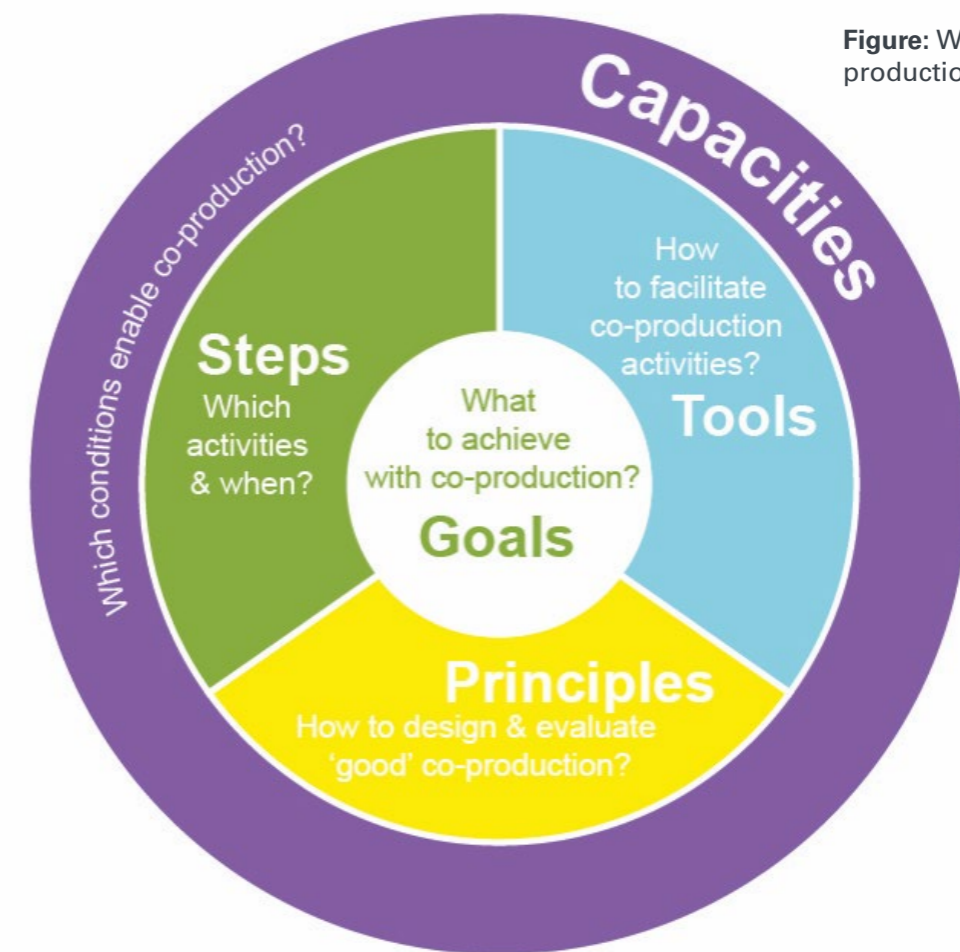 Figure:
productio
Capacities
Which conditions enable co-production?
Steps
Which
activities
& when?
How
to facilitate
co-production
activities?
Tools
What
to achieve
with co-production?
Goals
Principles
How to design & evaluate
‘good’ co-production?